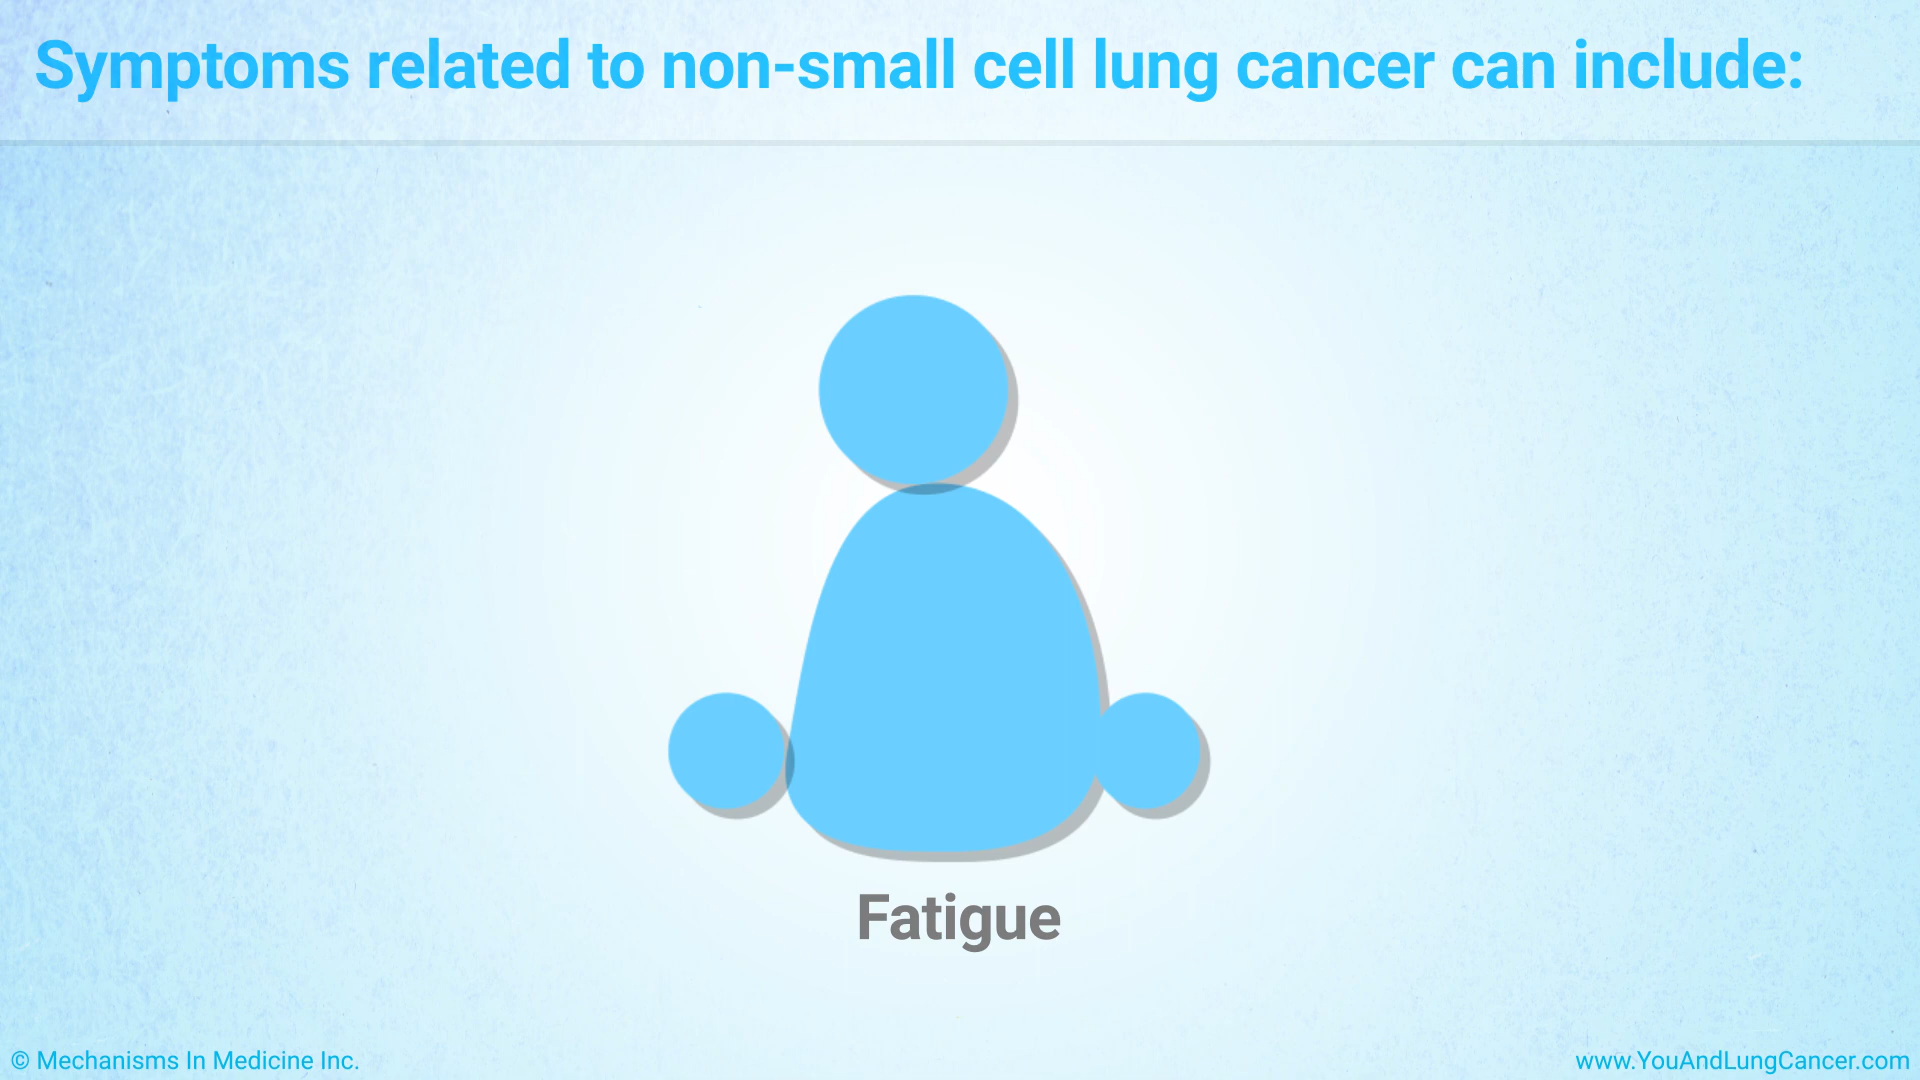 Symptoms related to non-small cell lung cancer can include:
Fatigue
© Mechanisms In Medicine Inc.
www.YouAndLungCancer.com